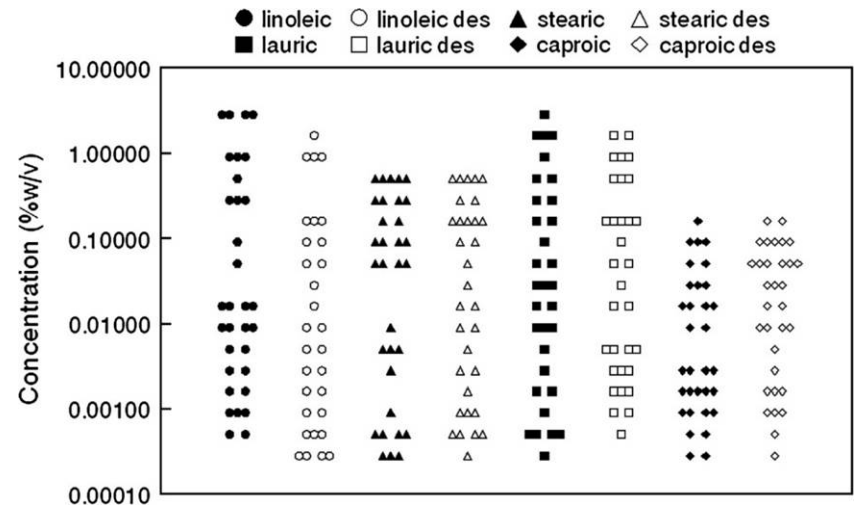 linoleic linoleic des stearic stearic des
lauric lauric des caproic caproic des
10.00000
1.00000
0.10000
0.01000
0.00100
0.00010
Concentration (%w/v)